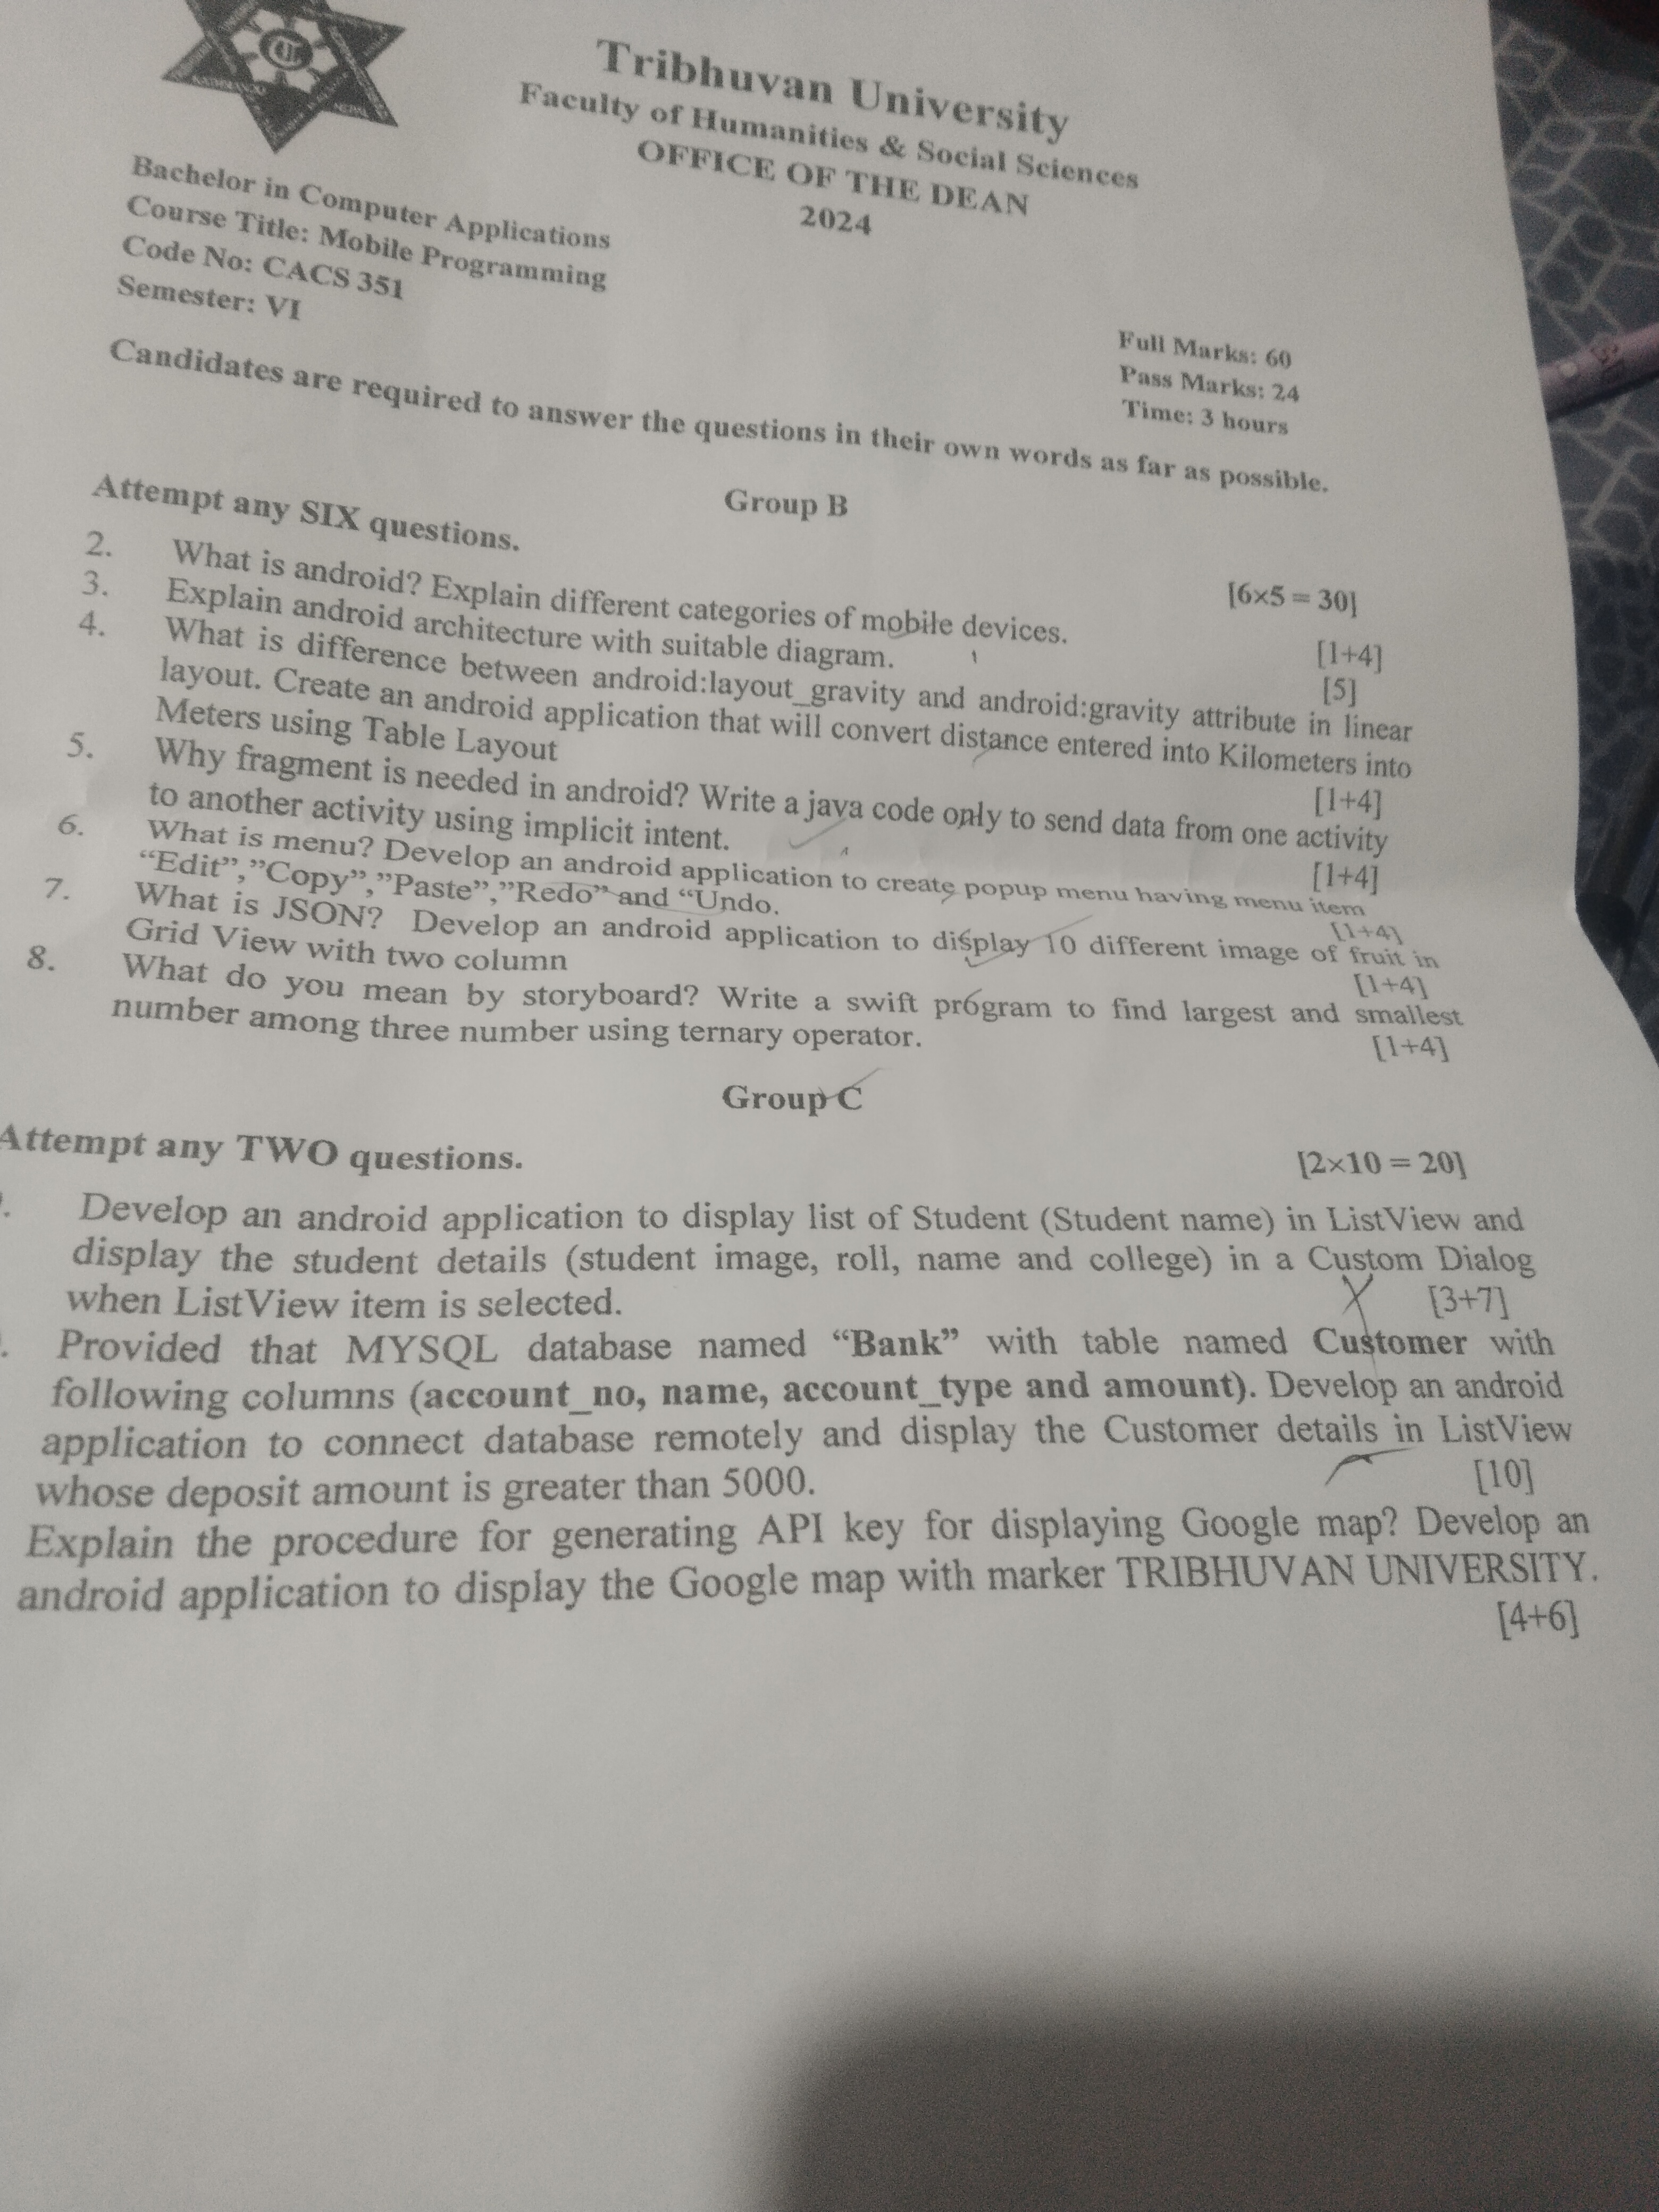 Tribhuvan University
Faculty of Humanities & Social Sciences
OFFICE OF THE DEAN
2024
Bachelor in Computer Applications
Course Title: Mobile Programming
Code No: CACS 351
Semester: VI
Full Marks: 60
Pass Marks: 24
Time: 3 hours
Candidates are required to answer the questions in their own words as far as possible.
Group B
Attempt any SIX questions.
[6×5 = 30]
2. What is android? Explain different categories of mobile devices.
[1+4]
3. Explain android architecture with suitable diagram.
[5]
4. What is difference between android:layout_gravity and android:gravity attribute in linear
layout. Create an android application that will convert distance entered into Kilometers into
Meters using Table Layout
[1+4]
5. Why fragment is needed in android? Write a java code only to send data from one activity
to another activity using implicit intent.
[1+4]
6. What is menu? Develop an android application to create popup menu having menu item
“Edit”,”Copy”,”Paste”,”Redo” and “Undo.
[1+4]
7. What is JSON? Develop an android application to display 10 different image of fruit in
Grid View with two column
[1+4]
8. What do you mean by storyboard? Write a swift program to find largest and smallest
number among three number using ternary operator.
[1+4]
Group C
Attempt any TWO questions.
[2×10 = 20]
Develop an android application to display list of Student (Student name) in ListView and
display the student details (student image, roll, name and college) in a Custom Dialog
when ListView item is selected.
[3+7]
Provided that MYSQL database named “Bank” with table named Customer with
following columns (account_no, name, account_type and amount). Develop an android
application to connect database remotely and display the Customer details in ListView
whose deposit amount is greater than 5000.
[10]
Explain the procedure for generating API key for displaying Google map? Develop an
android application to display the Google map with marker TRIBHUVAN UNIVERSITY.
[4+6]